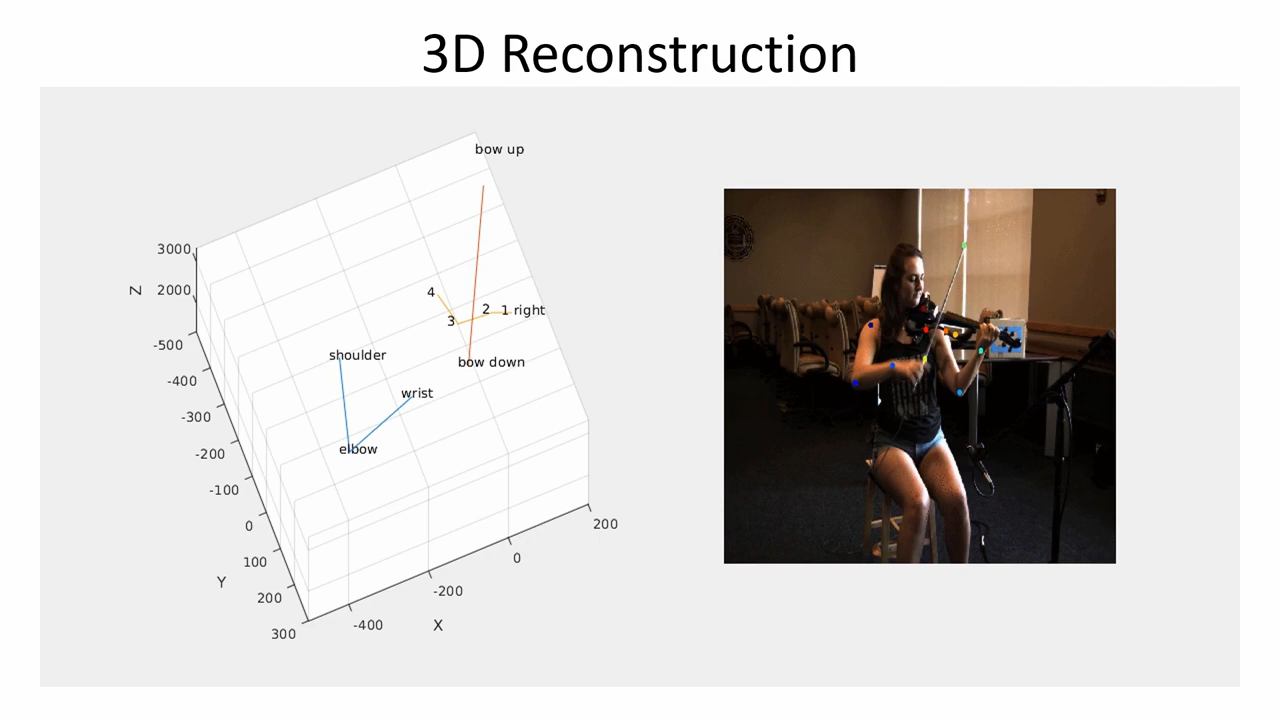 3D Reconstruction
bow up
3000
Z
2000
4
2
1 right
3
-500
shoulder
bow down
-400
wrist
-300
elbow
-200
-100
0
200
100
0
Y
200
-200
300
-400
X